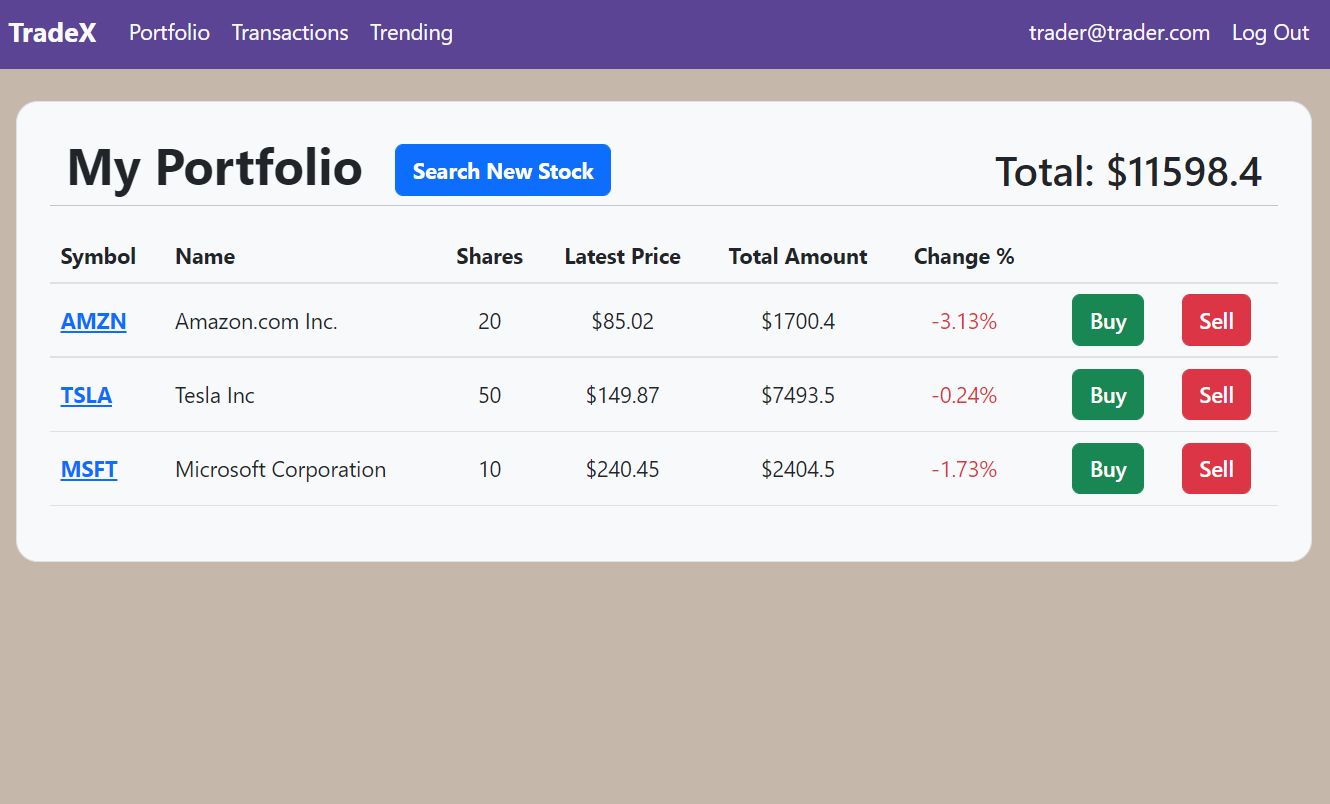 TradeX Portfolio Transactions Trending trader@trader.com Log Out
My Portfolio Search New Stock Total: $11598.4
Symbol Name Shares Latest Price Total Amount Change %
AMZN Amazon.com Inc. 20 $85.02 $1700.4 -3.13% Buy Sell
TSLA Tesla Inc 50 $149.87 $7493.5 -0.24% Buy Sell
MSFT Microsoft Corporation 10 $240.45 $2404.5 -1.73% Buy Sell